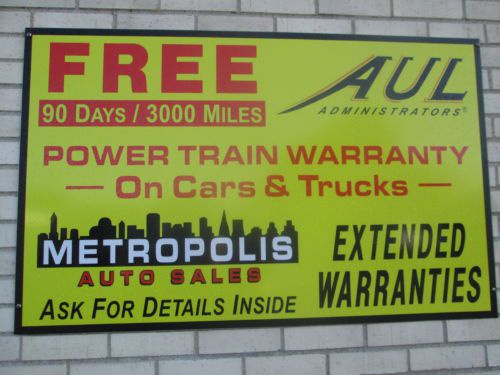 FREE
90 DAYS / 3000 MILES
AUL
ADMINISTRATORS®
POWER TRAIN WARRANTY
— On Cars & Trucks —
METROPOLIS
AUTO SALES
ASK FOR DETAILS INSIDE
EXTENDED
WARRANTIES